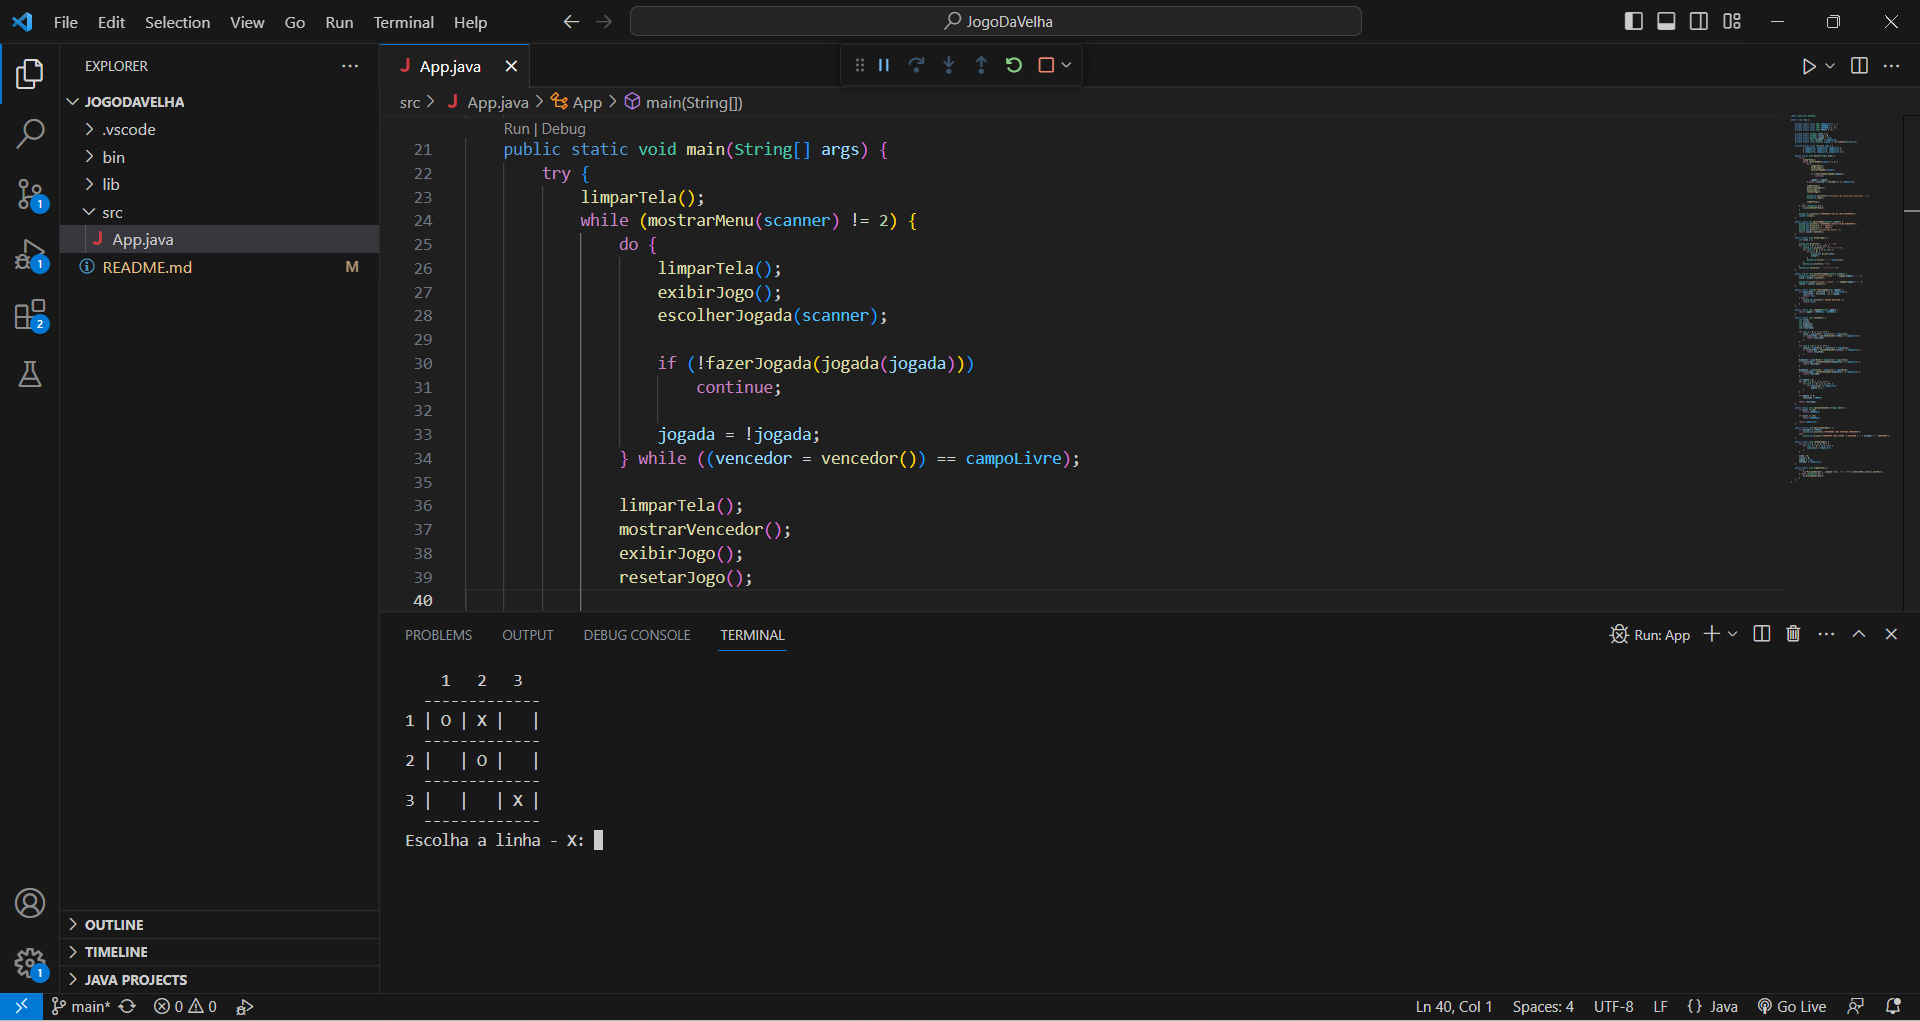 File Edit Selection View Go Run Terminal Help
JogoDaVelha
EXPLORER
JOGODAVELHA
.vscode
bin
lib
src
J App.java
README.md M
1
1
2
1
J App.java
src > J App.java > App > main(String[])
Run | Debug
21 public static void main(String[] args) {
22 try {
23 limparTela();
24 while (mostrarMenu(scanner) != 2) {
25 do {
26 limparTela();
27 exibirJogo();
28 escolherJogada(scanner);
29
30 if (!fazerJogada(jogada(jogada)))
31 continue;
32
33 jogada = !jogada;
34 } while ((vencedor = vencedor()) == campoLivre);
35
36 limparTela();
37 mostrarVencedor();
38 exibirJogo();
39 resetarJogo();
40
PROBLEMS OUTPUT DEBUG CONSOLE TERMINAL
Run: App
1 2 3
-------------
1 | O | X | |
-------------
2 | | O | |
-------------
3 | | | X |
-------------
Escolha a linha - X:
OUTLINE
TIMELINE
JAVA PROJECTS
main* 0 0
Ln 40, Col 1 Spaces: 4 UTF-8 LF {} Java Go Live